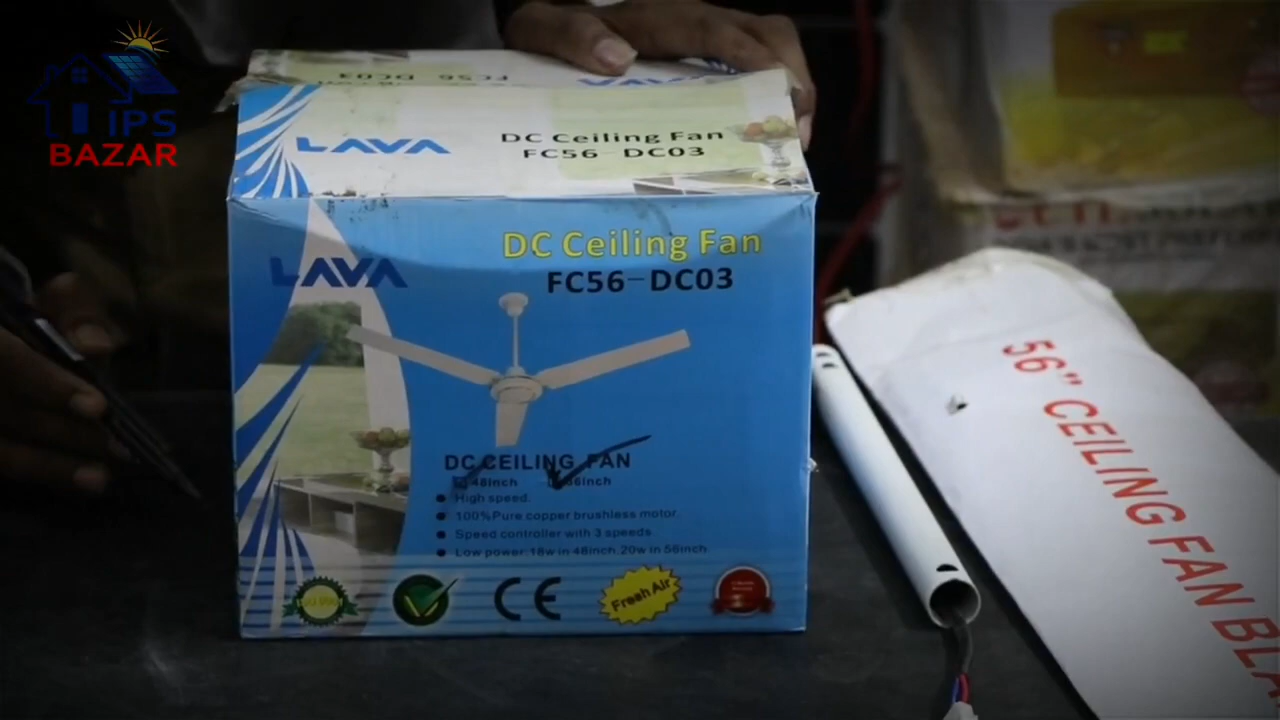 IPS
BAZAR
FC56 DC03
LAVA
DC Ceiling Fan
FC56-DC03
LAVA
DC Ceiling Fan
FC56-DC03
DC CEILING FAN
48inch 56inch
High speed.
100%Pure copper brushless motor.
Speed controller with 3 speeds
Low power: 18w in 48inch, 20w in 56inch
CE
Fresh Air
56" CEILING FAN BLA